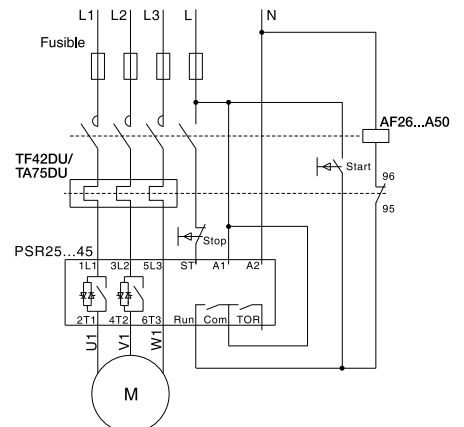 L1 L2 L3 L N
Fusible
AF26...A50
TF42DU/
TA75DU
Start
96
95
Stop
PSR25...45
1L1 3L2 5L3 ST A1 A2
2T1 4T2 6T3 Run Com TOR
U1 V1 W1
M